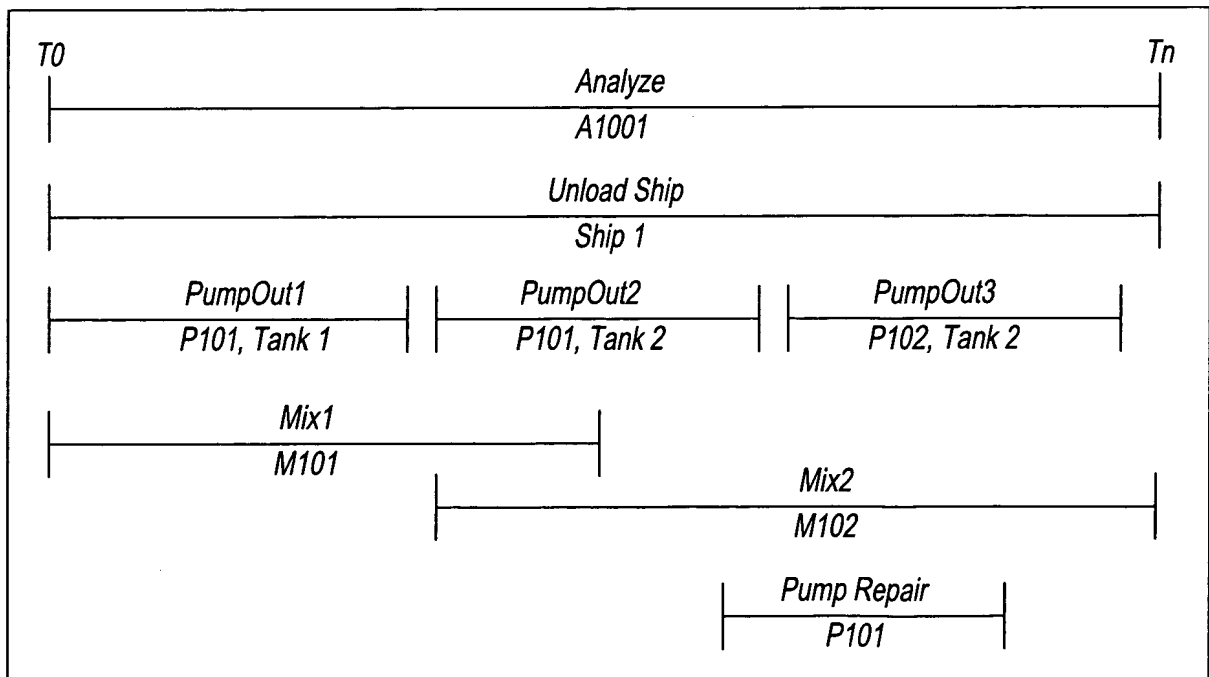 T0 Tn
Analyze
A1001
Unload Ship
Ship 1
PumpOut1 PumpOut2 PumpOut3
P101, Tank 1 P101, Tank 2 P102, Tank 2
Mix1
M101
Mix2
M102
Pump Repair
P101